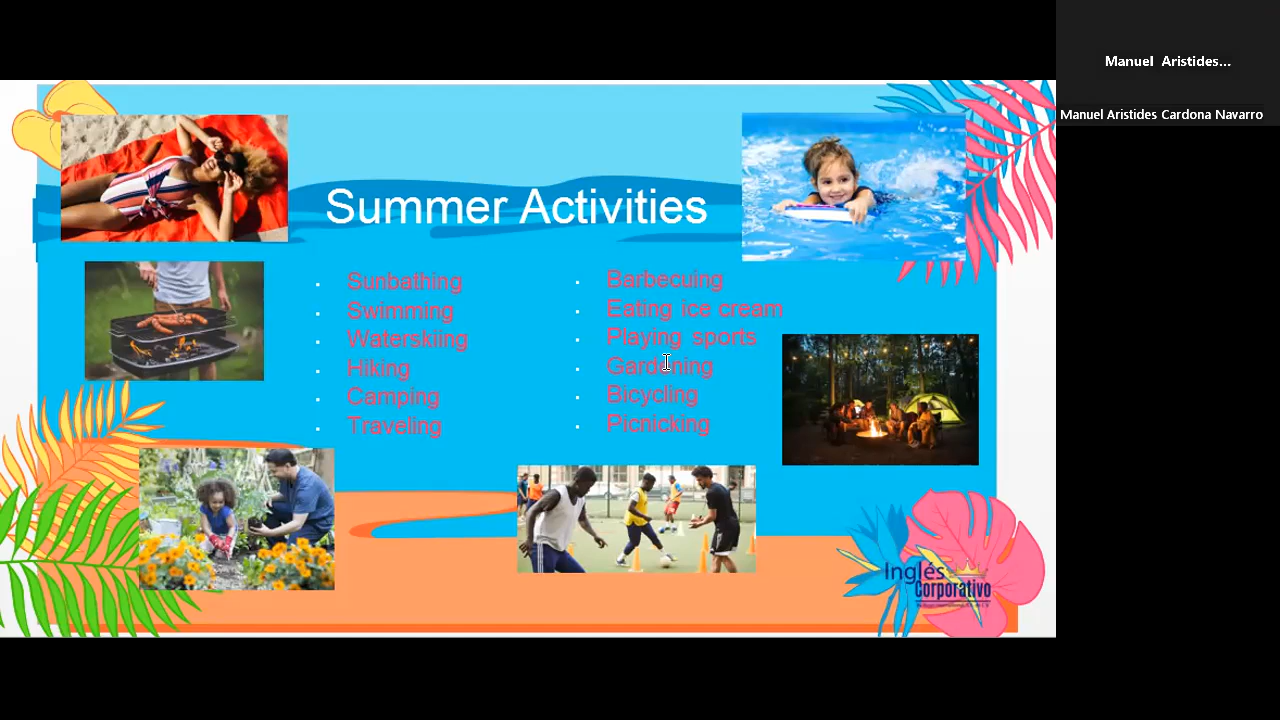 Manuel Aristides...
Manuel Aristides Cardona Navarro
Summer Activities
Sunbathing
Swimming
Waterskiing
Hiking
Camping
Traveling
Barbecuing
Eating ice cream
Playing sports
Gardening
Bicycling
Picnicking
Inglés
Corporativo